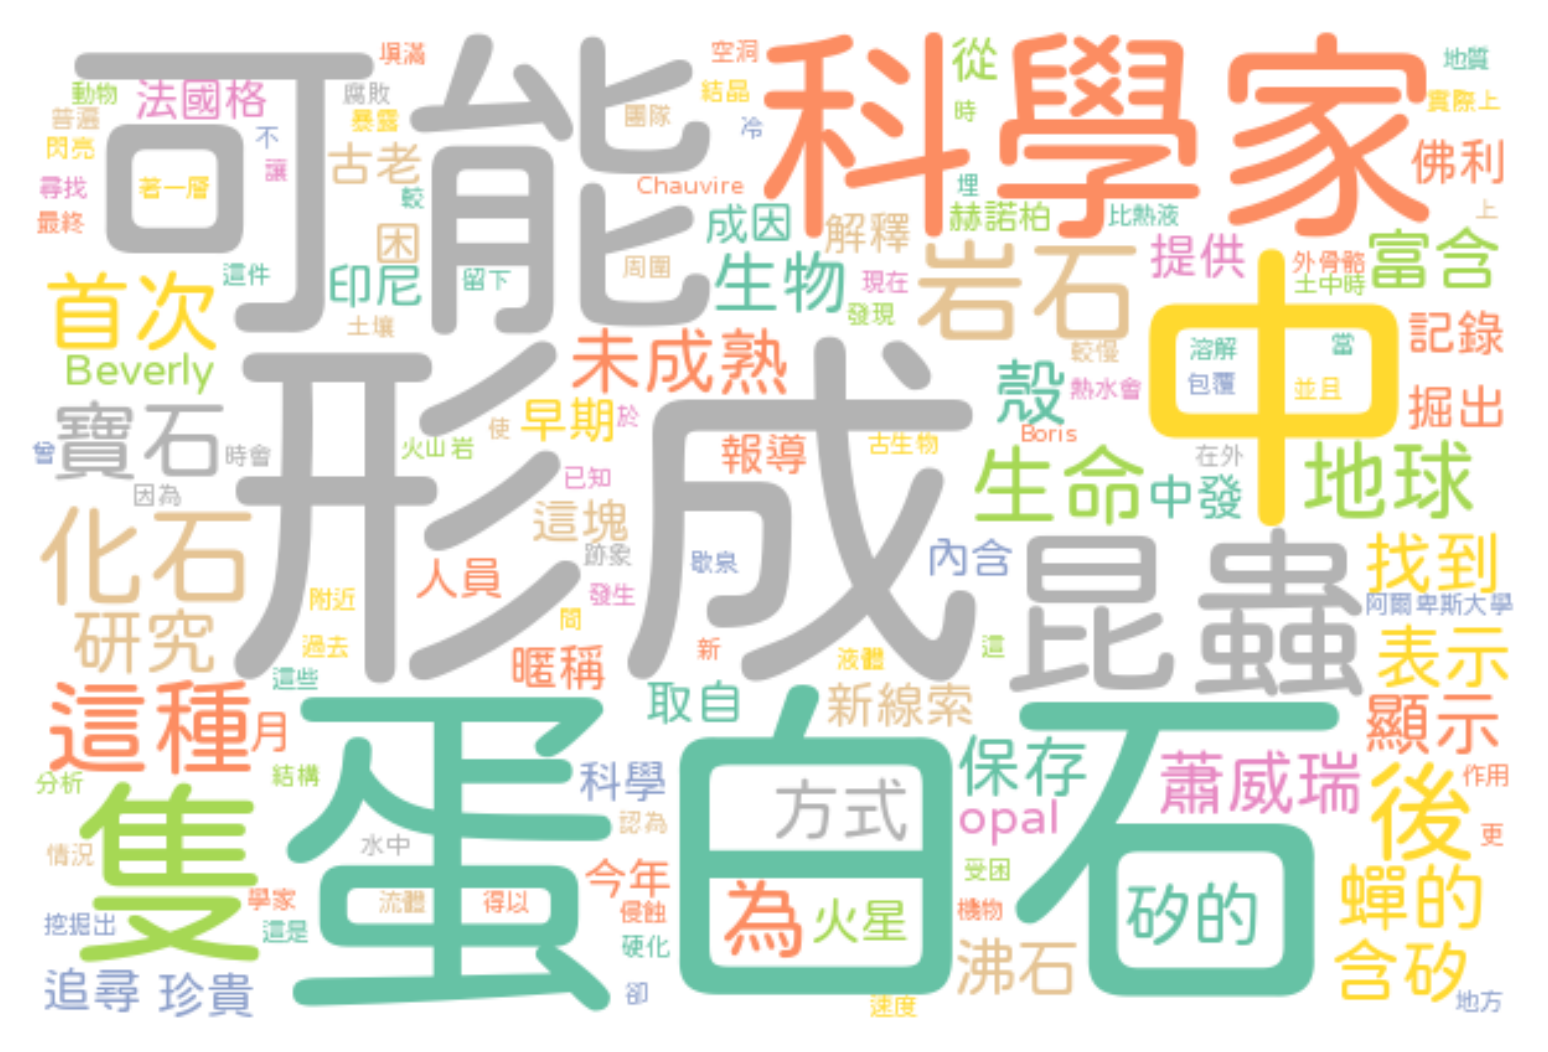 可能
科學家
填滿
空洞
從
地質
動物
法國格
腐敗
結晶
實際上
普遍
暴露
團隊
冷
時
閃亮
不
古老
佛利
尋找
著一層
讓
較
Chauvire
埋
最終
成因
解釋
赫諾柏
比熱液
上
困
提供
富含
這件
印尼
留下
周圍
生物
現在
岩石
外骨骼
土中時
首次
土壤
發現
中
未成熟
較慢
溶解
當
記錄
Beverly
形成
殼
熱水會
包覆
並且
掘出
寶石
使
早期
於
Boris
曾
時會
火山岩
報導
古生物
在外
因為
已知
生命
中發
地球
化石
這塊
跡象
歇泉
內含
昆蟲
找到
人員
附近
發生
阿爾卑斯大學
研究
間
過去
新
液體
這
表示
這些
暱稱
這種
月
取自
新線索
顯示
蛋白石
分析
結構
科學
保存
蕭威瑞
作用
隻
方式
opal
後
更
情況
水中
認為
學家
流體
得以
今年
受困
蟬的
挖掘出
這是
侵蝕
為
火星
機物
矽的
硬化
追尋
珍貴
卻
沸石
含矽
速度
地方